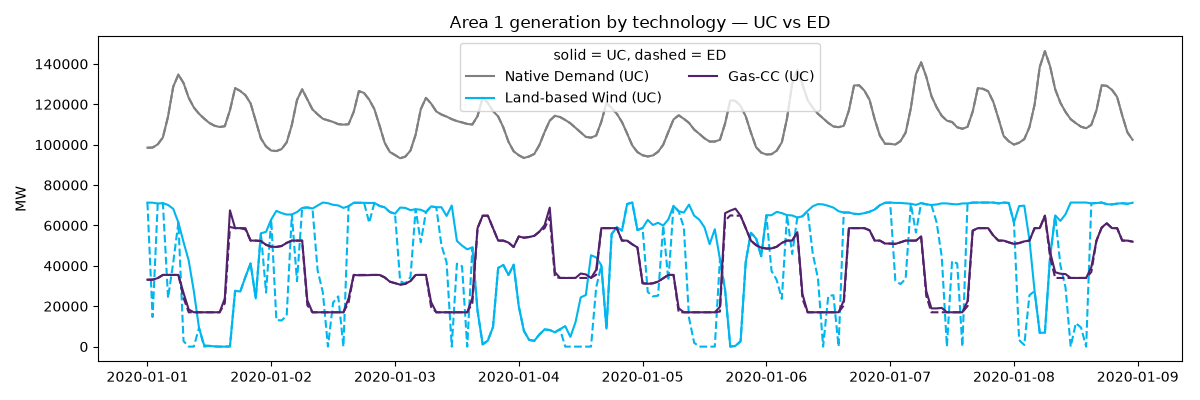 Area 1 generation by technology — UC vs ED
solid = UC, dashed = ED
Native Demand (UC)
Land-based Wind (UC)
Gas-CC (UC)
MW
140000
120000
100000
80000
60000
40000
20000
0
2020-01-01
2020-01-02
2020-01-03
2020-01-04
2020-01-05
2020-01-06
2020-01-07
2020-01-08
2020-01-09